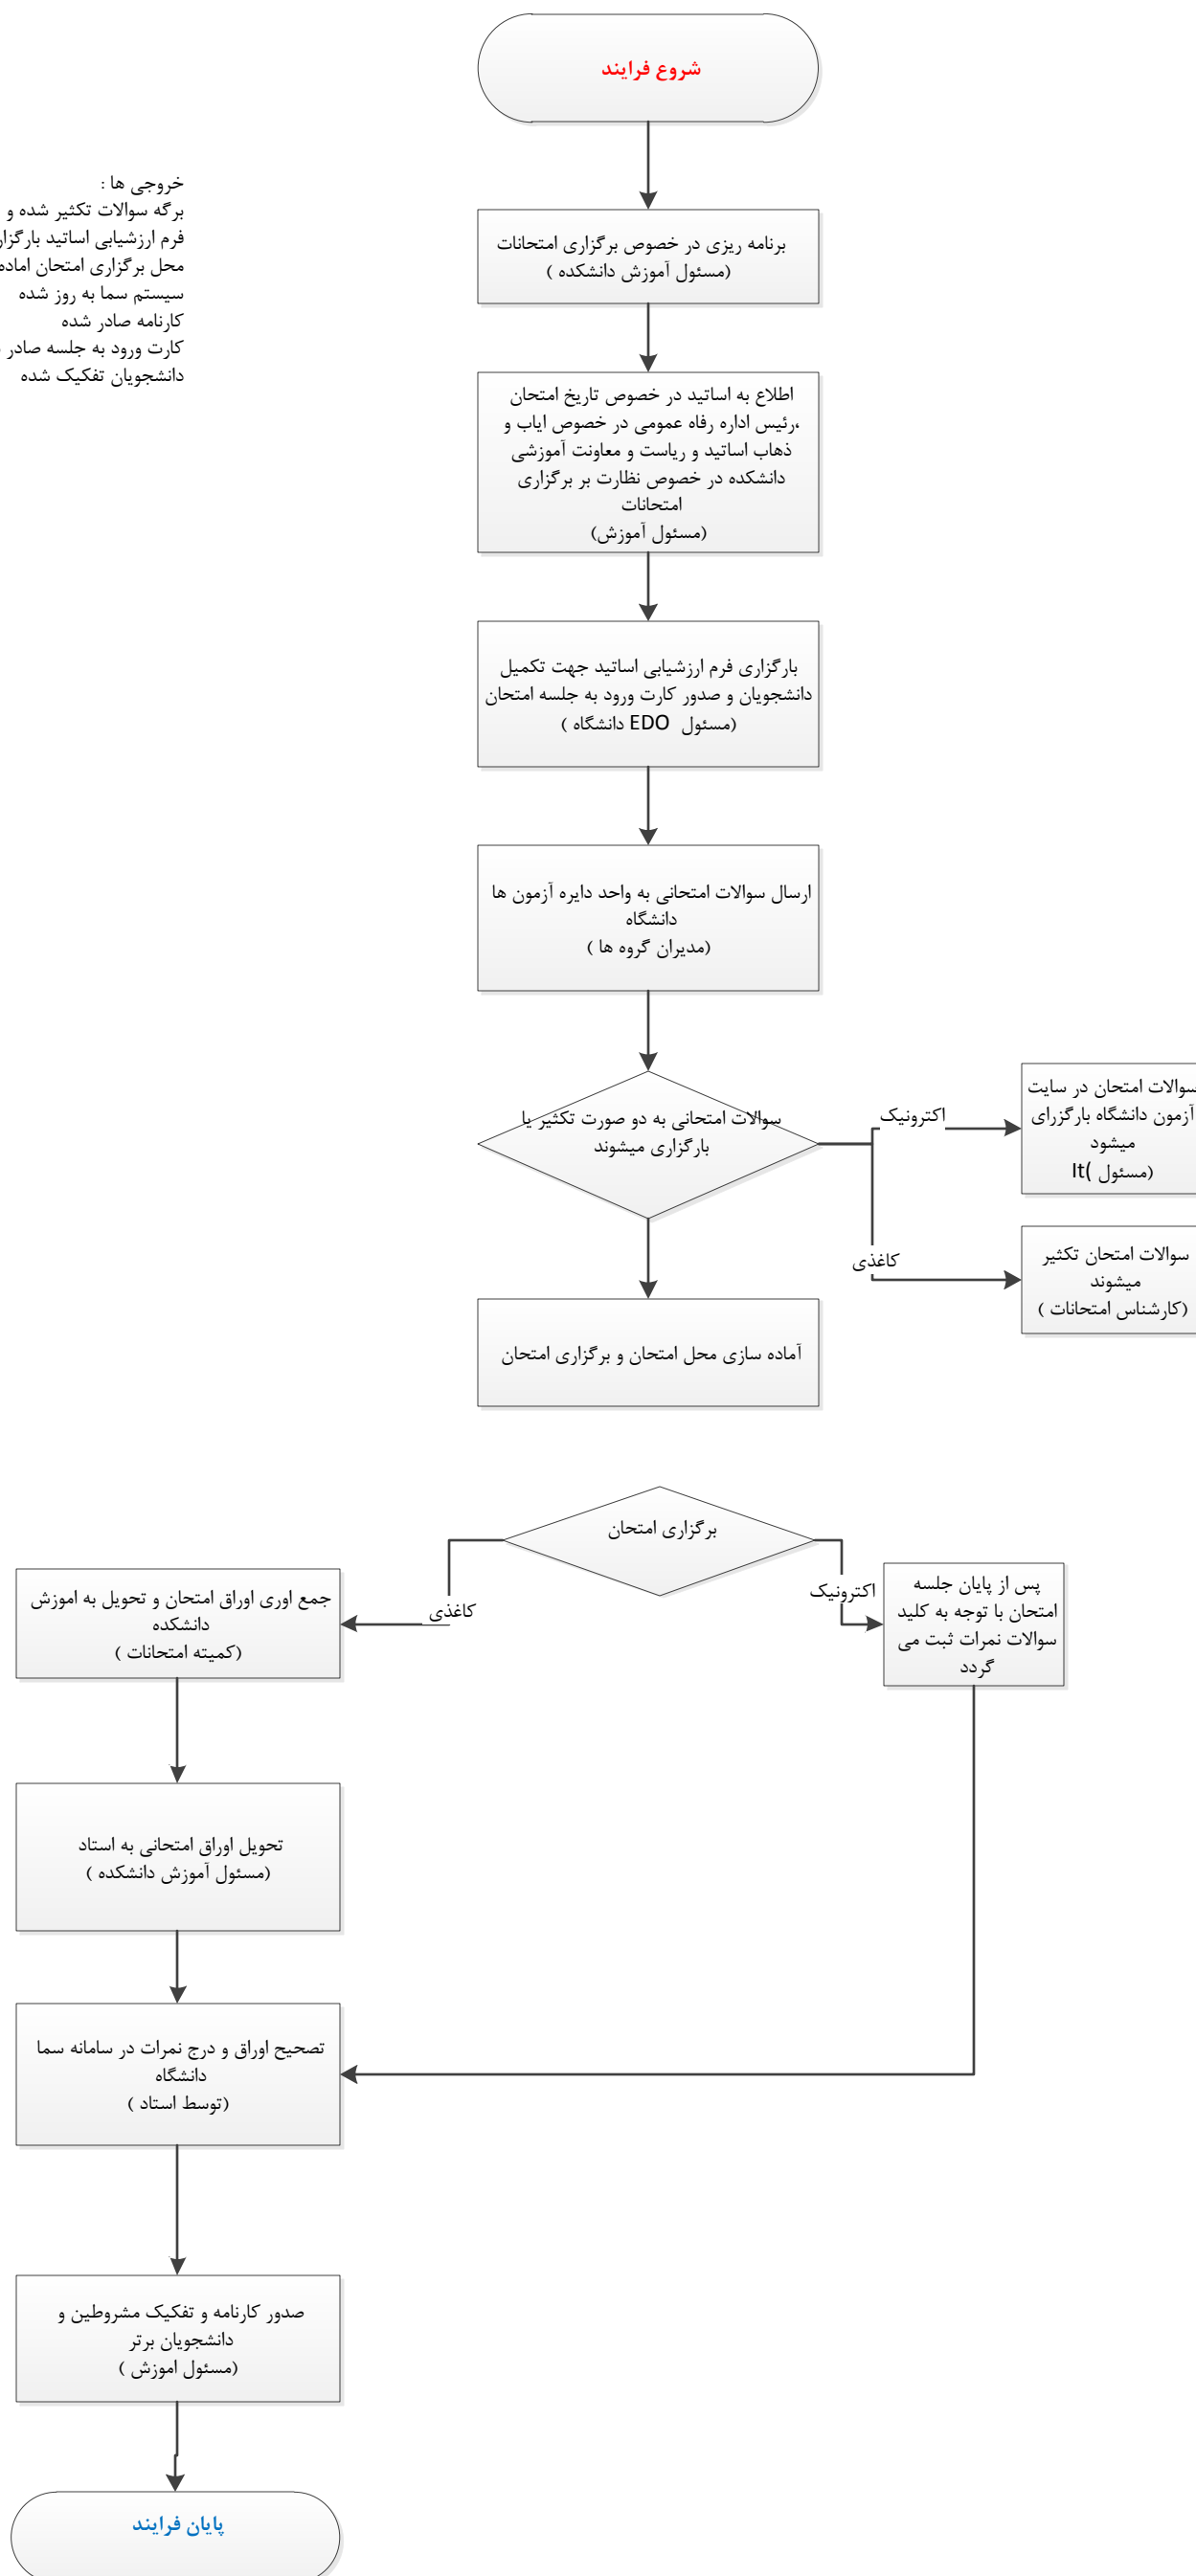 شروع فرایند
خروجی ها :
برگه سوالات تکثیر شده و
فرم ارزشیابی اساتید
محل برگزاری امتحان اماده
سیستم سما به روز شده
کارنامه صادر شده
کارت ورود به جلسه صادر
دانشجویان تفکیک شده
برنامه ریزی در خصوص برگزاری امتحانات
(مسئول آموزش دانشکده )
اطلاع به اساتید در خصوص تاریخ امتحان
،رئیس اداره رفاه عمومی در خصوص ایاب و
ذهاب اساتید و ریاست و معاونت آموزشی
دانشکده در خصوص نظارت بر برگزاری
امتحانات
(مسئول آموزش)
بارگزاری فرم ارزشیابی اساتید جهت تکمیل
دانشجویان و صدور کارت ورود به جلسه امتحان
(مسئول EDO دانشگاه )
ارسال سوالات امتحانی به واحد دایره آزمون ها
دانشگاه
(مدیران گروه ها )
سوالات امتحانی به دو صورت تکثیر یا
بارگزاری میشوند
اکترونیک
سوالات امتحان در سایت
آزمون دانشگاه بارگزرای
میشود
(مسئول It)
کاغذی
سوالات امتحان تکثیر
میشوند
(کارشناس امتحانات )
آماده سازی محل امتحان و برگزاری امتحان
برگزاری امتحان
اکترونیک
پس از پایان جلسه
امتحان با توجه به کلید
سوالات نمرات ثبت می
گردد
کاغذی
جمع اوری اوراق امتحان و تحویل به اموزش
دانشکده
(کمیته امتحانات )
تحویل اوراق امتحانی به استاد
(مسئول آموزش دانشکده )
تصحیح اوراق و درج نمرات در سامانه سما
دانشگاه
(توسط استاد )
صدور کارنامه و تفکیک مشروطین و
دانشجویان برتر
(مسئول اموزش )
پایان فرایند